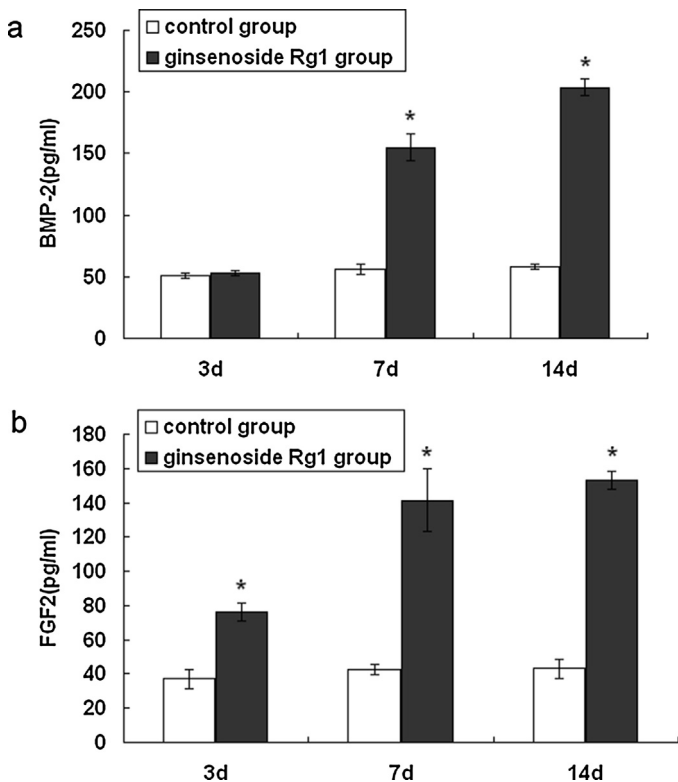 a
control group
ginsenoside Rg1 group
BMP-2(pg/ml)
250
200
150
100
50
0
*
*
3d 7d 14d
b
control group
ginsenoside Rg1 group
FGF2(pg/ml)
180
160
140
120
100
80
60
40
20
0
*
*
*
3d 7d 14d